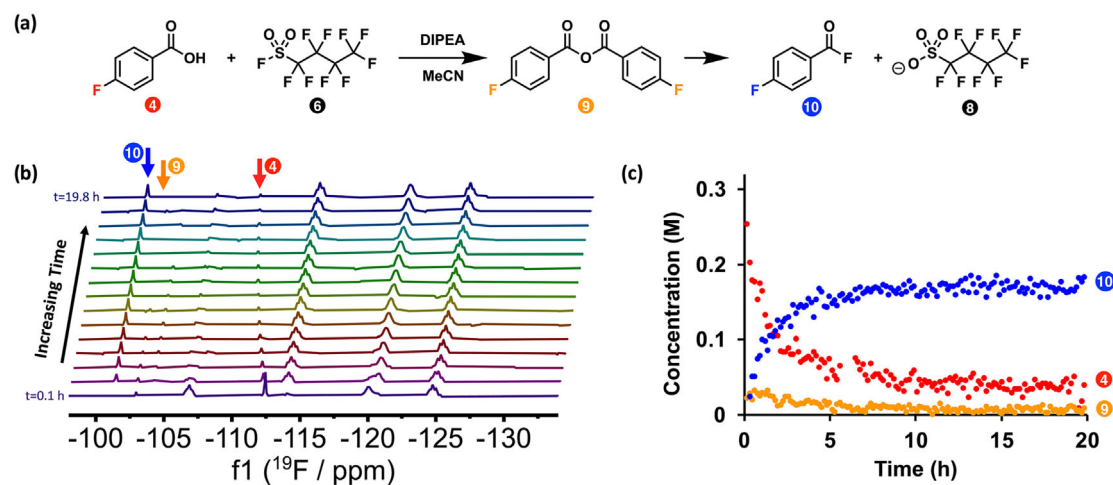 (a)
O
OH
F
4
+
O O F F F F
S F
F F F F F
6
DIPEA
MeCN
O O
O
F F
9
O
F
F
10
+
O O F F F F
S F
O F F F F
⊖
8
(b)
10 9 4
t=19.8 h
Increasing Time
t=0.1 h
-100 -105 -110 -115 -120 -125 -130
f1 (¹⁹F / ppm)
(c)
0.3
0.2
0.1
0
Concentration (M)
10
4
9
0 5 10 15 20
Time (h)